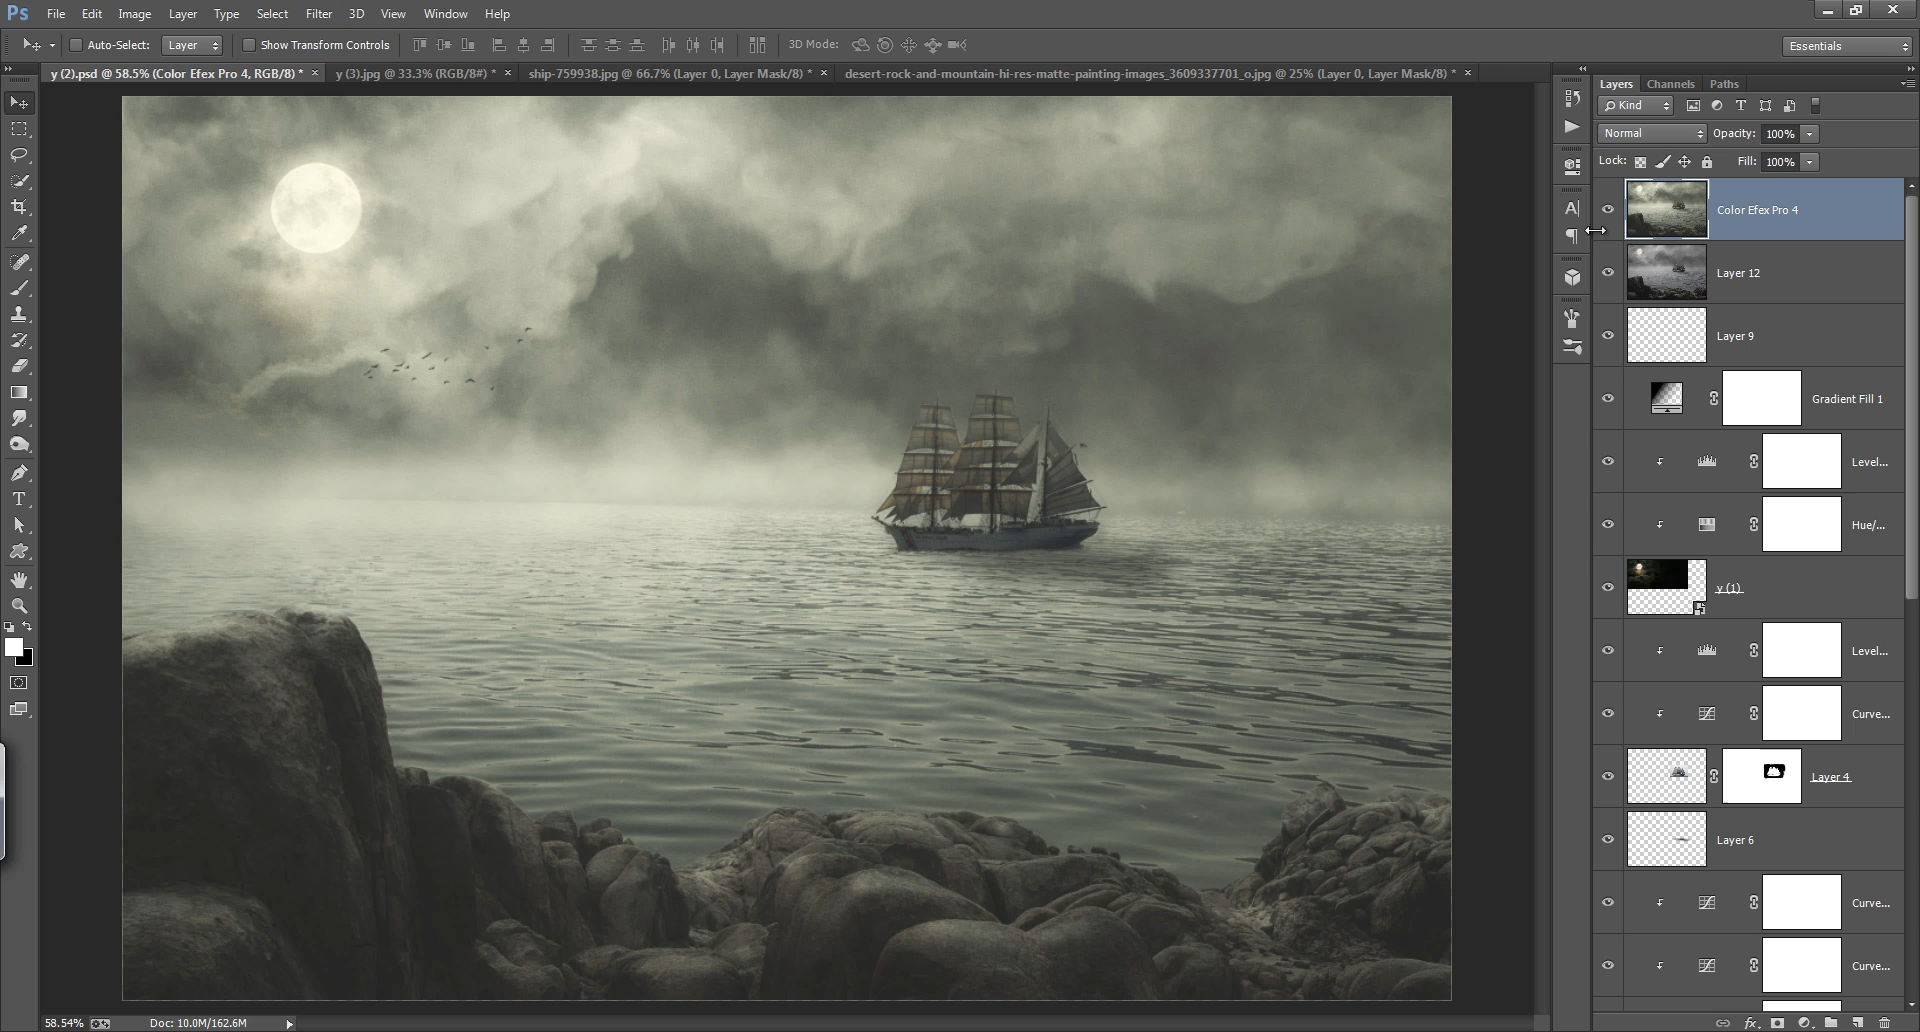 Ps File Edit Image Layer Type Select Filter 3D View Window Help
Auto-Select: Layer Show Transform Controls 3D Mode: Essentials
y (2).psd @ 58.5% (Color Efex Pro 4, RGB/8) * × y (3).jpg @ 33.3% (RGB/8#) * × ship-759938.jpg @ 66.7% (Layer 0, Layer Mask/8) * × desert-rock-and-mountain-hi-res-matte-painting-images_3609337701_o.jpg @ 25% (Layer 0, Layer Mask/8) * ×
Layers Channels Paths
Kind
Normal Opacity: 100%
Lock: Fill: 100%
Color Efex Pro 4
Layer 12
Layer 9
Gradient Fill 1
Level...
Hue/...
y (1)
Level...
Curve...
Layer 4
Layer 6
Curve...
Curve...
58.54% Doc: 10.0M/162.6M